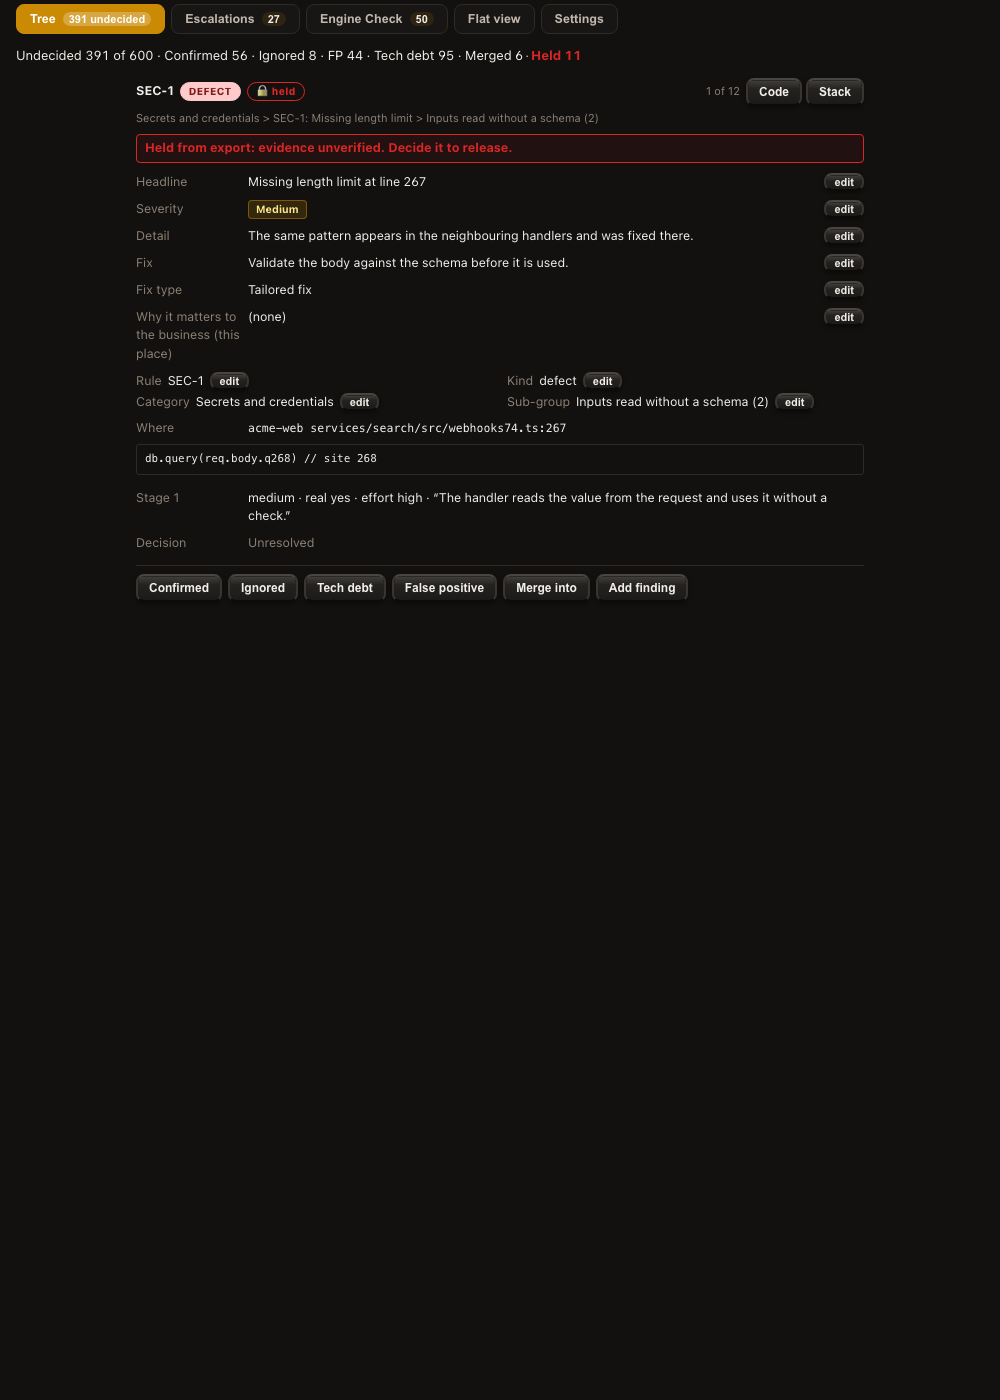 Tree 391 undecided Escalations 27 Engine Check 50 Flat view Settings
Undecided 391 of 600 · Confirmed 56 · Ignored 8 · FP 44 · Tech debt 95 · Merged 6 · Held 11
SEC-1 DEFECT 🔒 held 1 of 12 Code Stack
Secrets and credentials > SEC-1: Missing length limit > Inputs read without a schema (2)
Held from export: evidence unverified. Decide it to release.
Headline Missing length limit at line 267 edit
Severity Medium edit
Detail The same pattern appears in the neighbouring handlers and was fixed there. edit
Fix Validate the body against the schema before it is used. edit
Fix type Tailored fix edit
Why it matters to (none) edit
the business (this
place)
Rule SEC-1 edit Kind defect edit
Category Secrets and credentials edit Sub-group Inputs read without a schema (2) edit
Where acme-web services/search/src/webhooks74.ts:267
db.query(req.body.q268) // site 268
Stage 1 medium · real yes · effort high · “The handler reads the value from the request and uses it without a
check.”
Decision Unresolved
Confirmed Ignored Tech debt False positive Merge into Add finding